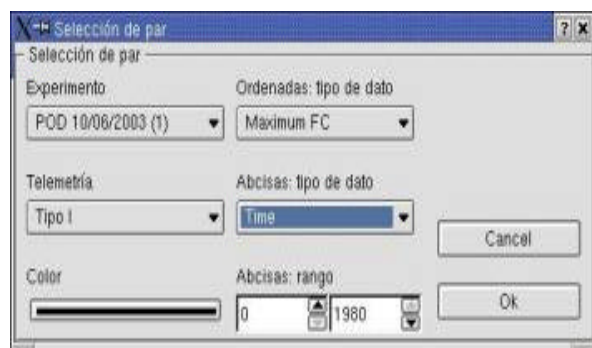 Selección de par
Selección de par
Experimento
Ordenadas: tipo de dato
POD 10/06/2003 (1)
Maximum FC
Telemetría
Abcisas: tipo de dato
Tipo I
Time
Cancel
Color
Abcisas: rango
0
1980
Ok